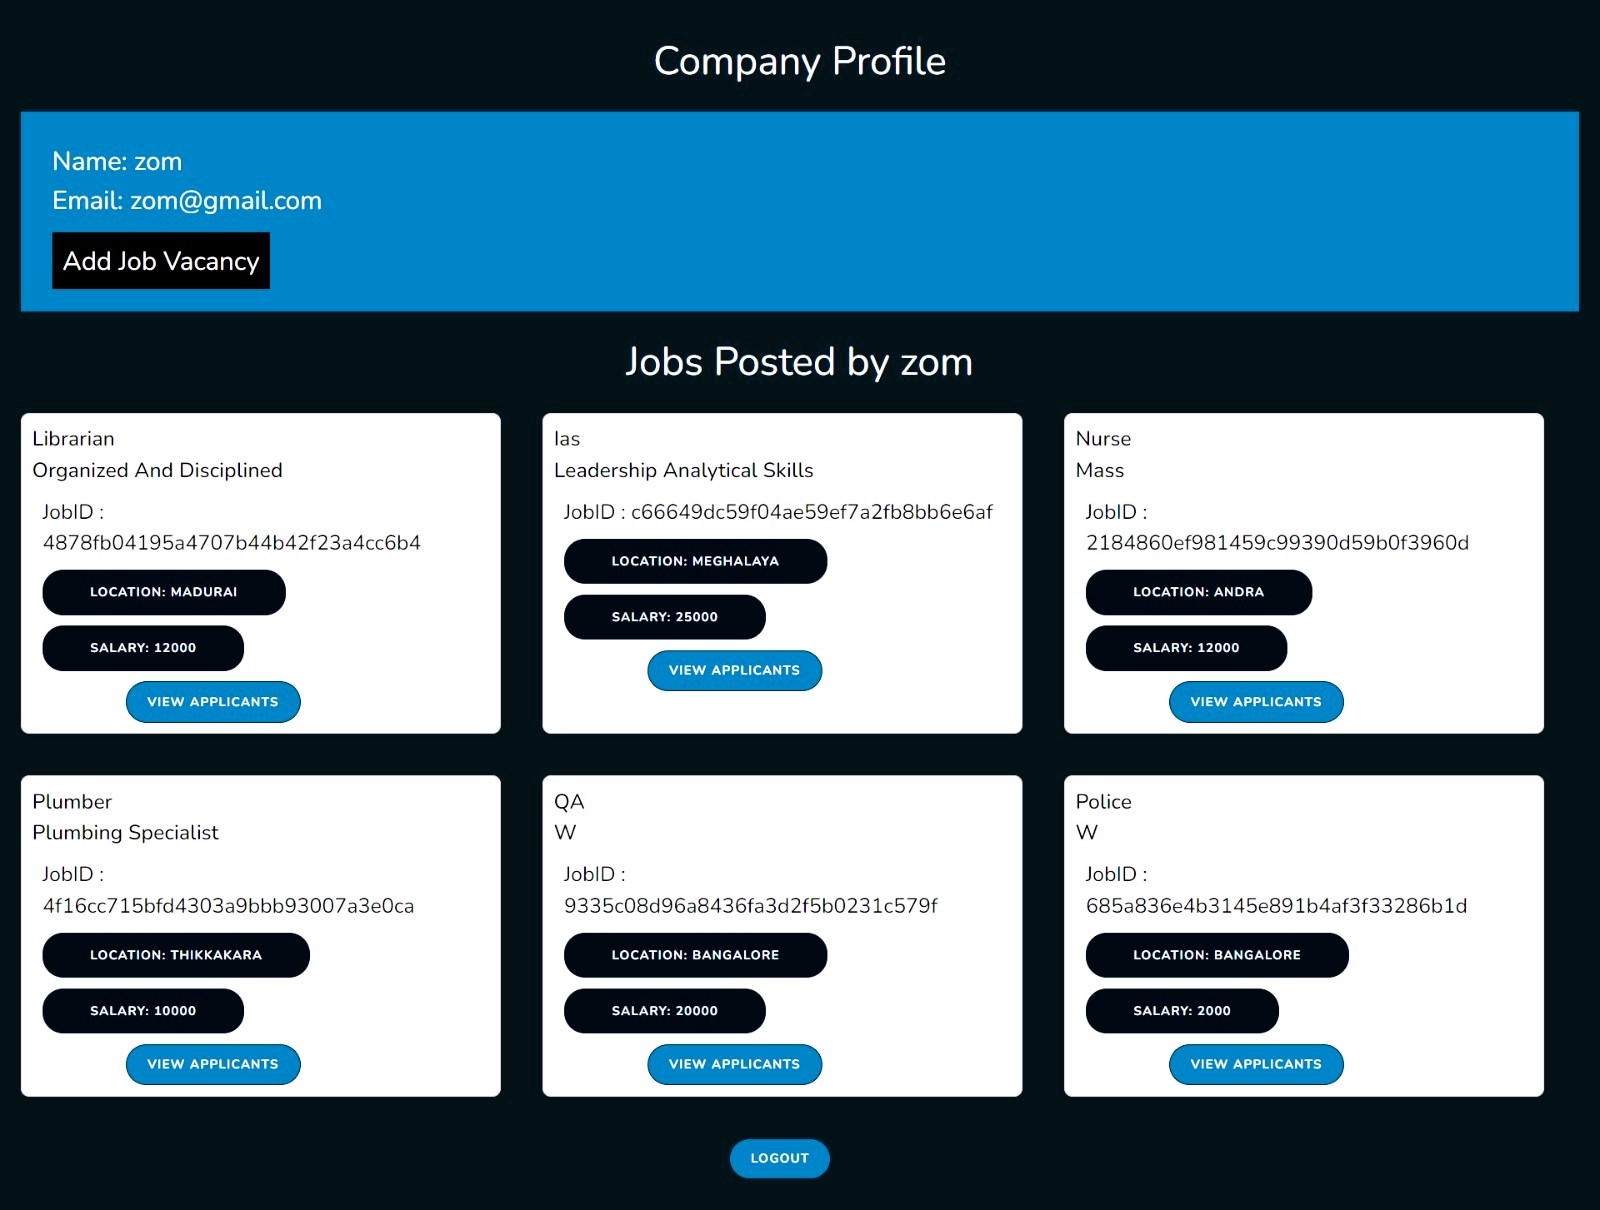 Company Profile
Name: zom
Email: zom@gmail.com
Add Job Vacancy
Jobs Posted by zom
Librarian
Organized And Disciplined
JobID :
4878fb04195a4707b44b42f23a4cc6b4
LOCATION: MADURAI
SALARY: 12000
VIEW APPLICANTS
Ias
Leadership Analytical Skills
JobID : c66649dc59f04ae59ef7a2fb8bb6e6af
LOCATION: MEGHALAYA
SALARY: 25000
VIEW APPLICANTS
Nurse
Mass
JobID :
2184860ef981459c99390d59b0f3960d
LOCATION: ANDRA
SALARY: 12000
VIEW APPLICANTS
Plumber
Plumbing Specialist
JobID :
4f16cc715bfd4303a9bbb93007a3e0ca
LOCATION: THIKKAKARA
SALARY: 10000
VIEW APPLICANTS
QA
W
JobID :
9335c08d96a8436fa3d2f5b0231c579f
LOCATION: BANGALORE
SALARY: 20000
VIEW APPLICANTS
Police
W
JobID :
685a836e4b3145e891b4af3f33286b1d
LOCATION: BANGALORE
SALARY: 2000
VIEW APPLICANTS
LOGOUT